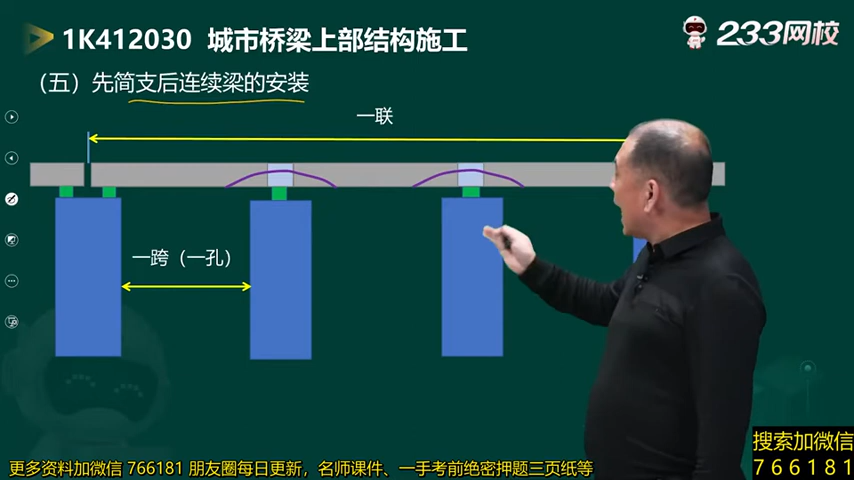 1K412030 城市桥梁上部结构施工
233网校
（五）先简支后连续梁的安装
一联
一跨（一孔）
搜索加微信
766181
更多资料加微信 766181 朋友圈每日更新，名师课件、一手考前绝密押题三页纸等